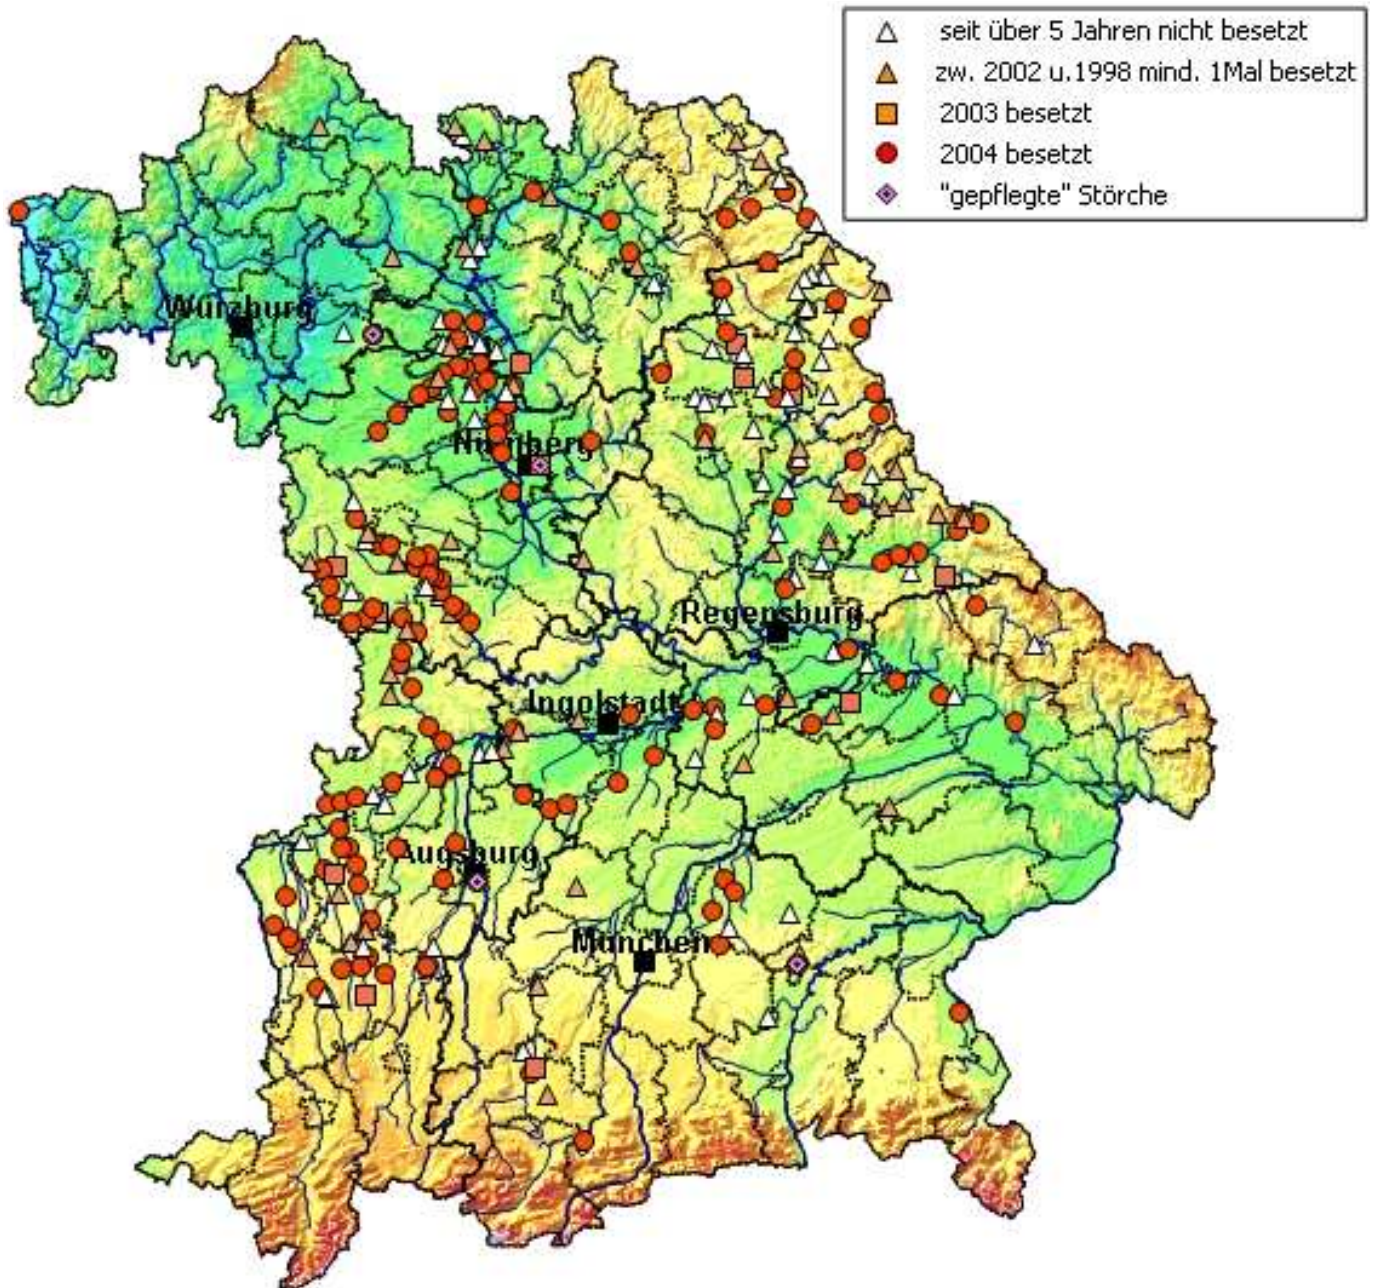 seit über 5 Jahren nicht besetzt
zw. 2002 u.1998 mind. 1Mal besetzt
2003 besetzt
2004 besetzt
"gepflegte" Störche
Würzburg
Nürnberg
Regensburg
Ingolstadt
Augsburg
München